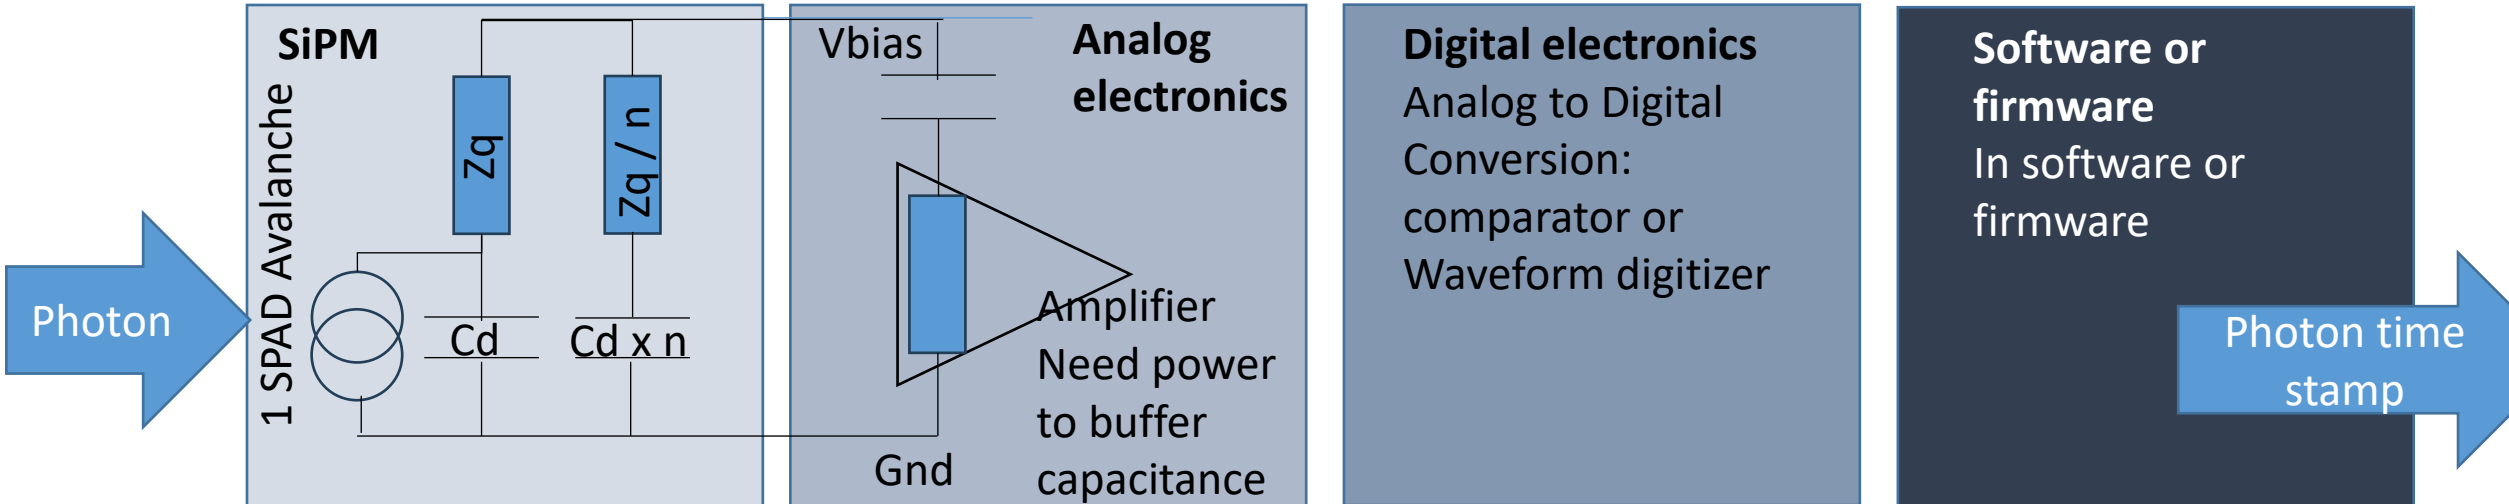 Photon
SiPM
1 SPAD Avalanche
Zq
Zq / n
Cd
Cd x n
Vbias
Analog
electronics
Amplifier
Need power
to buffer
capacitance
Gnd
Digital electronics
Analog to Digital
Conversion:
comparator or
Waveform digitizer
Software or
firmware
In software or
firmware
Photon time
stamp